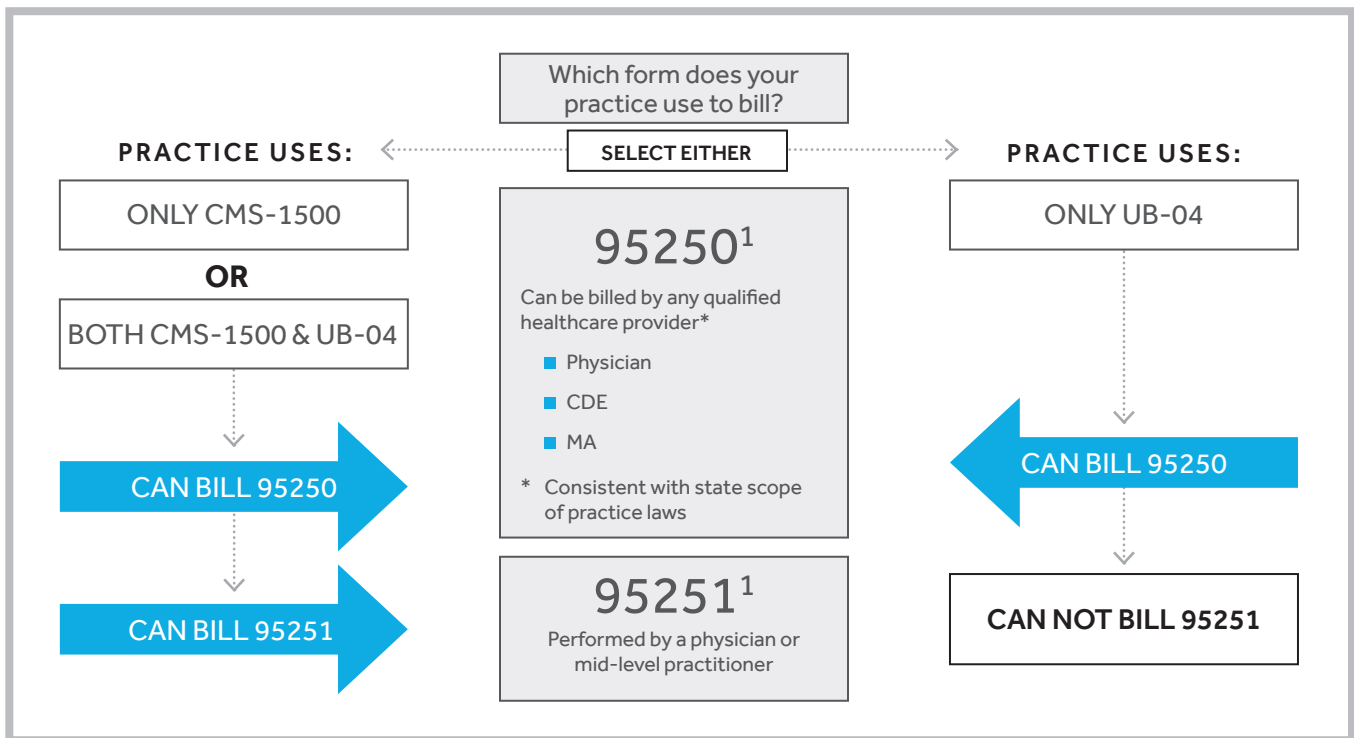 Which form does your
practice use to bill?
SELECT EITHER
PRACTICE USES:
ONLY CMS-1500
OR
BOTH CMS-1500 & UB-04
CAN BILL 95250
CAN BILL 95251
95250¹
Can be billed by any qualified
healthcare provider*
■ Physician
■ CDE
■ MA
* Consistent with state scope
of practice laws
95251¹
Performed by a physician or
mid-level practitioner
PRACTICE USES:
ONLY UB-04
CAN BILL 95250
CAN NOT BILL 95251